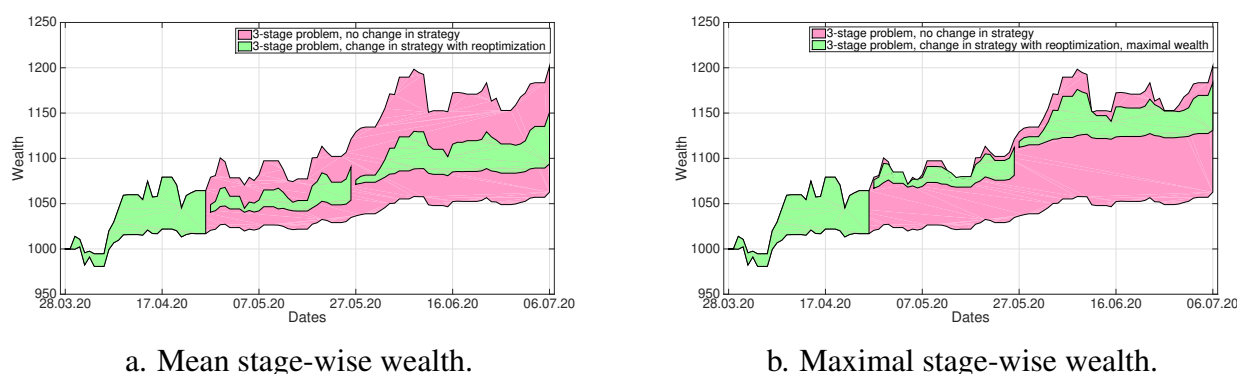 1250
3-stage problem, no change in strategy
3-stage problem, change in strategy with reoptimization
1200
1150
1100
1050
1000
950
Wealth
28.03.20 17.04.20 07.05.20 27.05.20 16.06.20 06.07.20
Dates
a. Mean stage-wise wealth.
1250
3-stage problem, no change in strategy
3-stage problem, change in strategy with reoptimization, maximal wealth
1200
1150
1100
1050
1000
950
Wealth
28.03.20 17.04.20 07.05.20 27.05.20 16.06.20 06.07.20
Dates
b. Maximal stage-wise wealth.